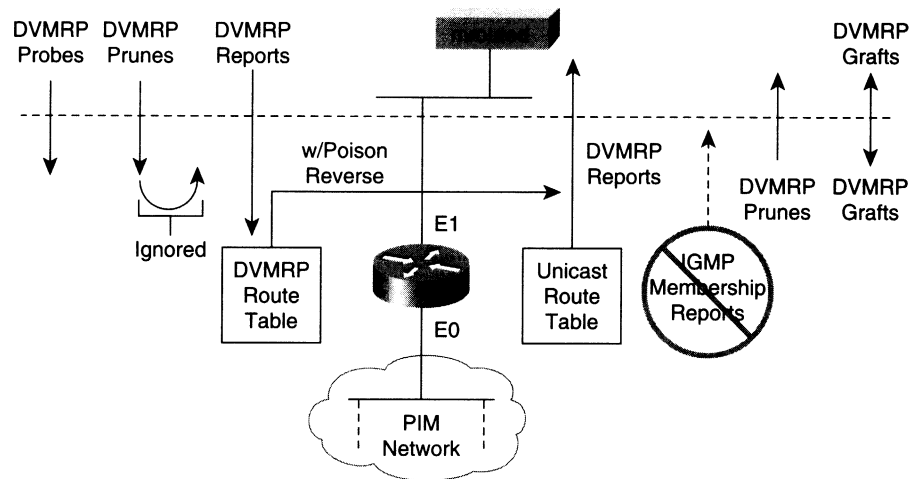 DVMRP
Probes
DVMRP
Prunes
DVMRP
Reports
DVMRP
Grafts
w/Poison
Reverse
DVMRP
Reports
DVMRP
Prunes
DVMRP
Grafts
Ignored
E1
DVMRP
Route
Table
Unicast
Route
Table
IGMP
Membership
Reports
E0
PIM
Network